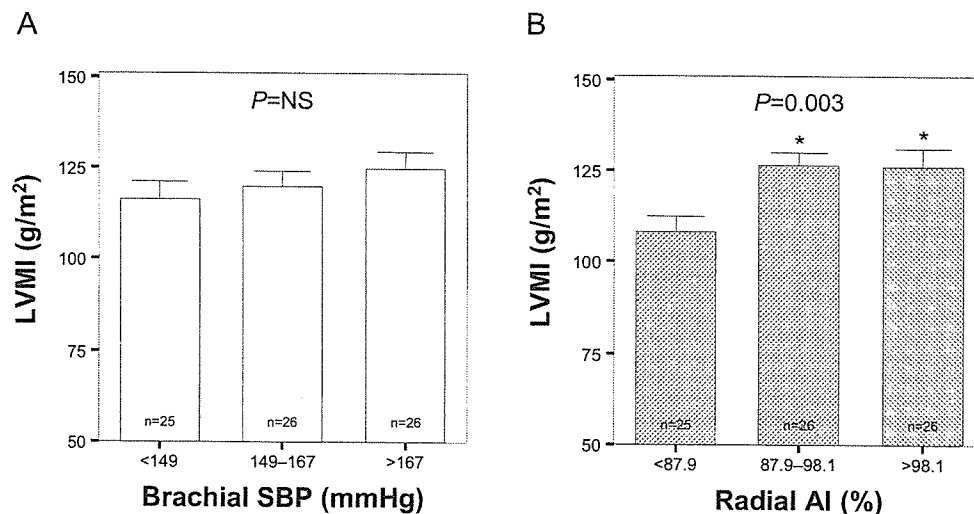 A
150
125
100
75
50
LVMI (g/m²)
P=NS
n=25
n=26
n=26
<149
149–167
>167
Brachial SBP (mmHg)
B
150
125
100
75
50
LVMI (g/m²)
P=0.003
*
*
n=25
n=26
n=26
<87.9
87.9–98.1
>98.1
Radial AI (%)